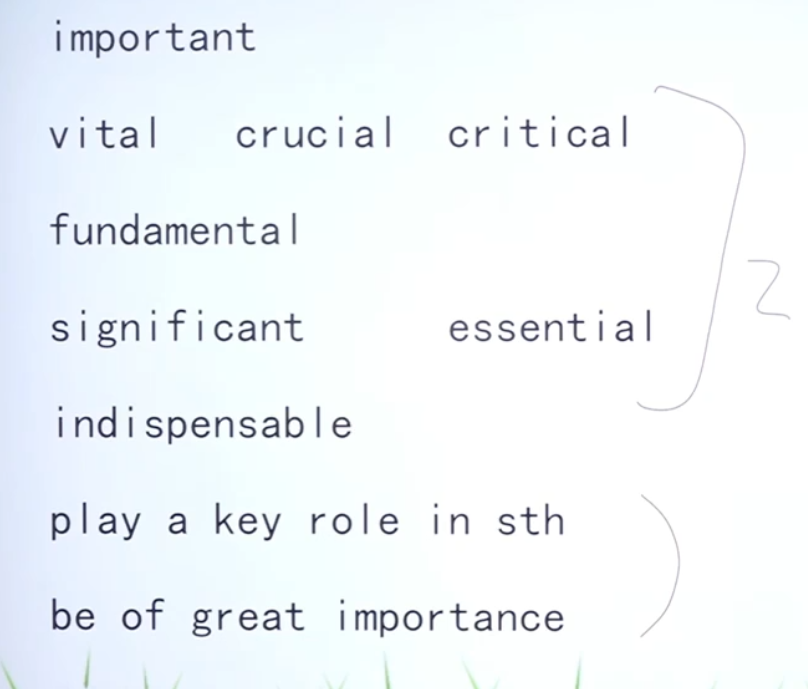 important
vital crucial critical
fundamental
significant essential
indispensable
play a key role in sth
be of great importance
2